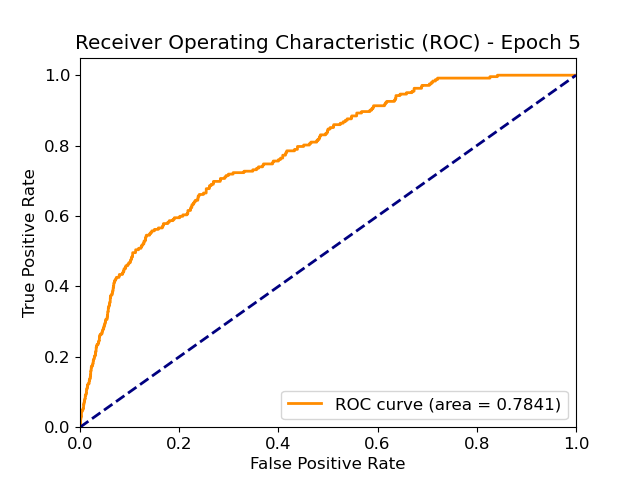 Receiver Operating Characteristic (ROC) - Epoch 5
1.0
0.8
0.6
0.4
0.2
0.0
True Positive Rate
ROC curve (area = 0.7841)
0.0 0.2 0.4 0.6 0.8 1.0
False Positive Rate